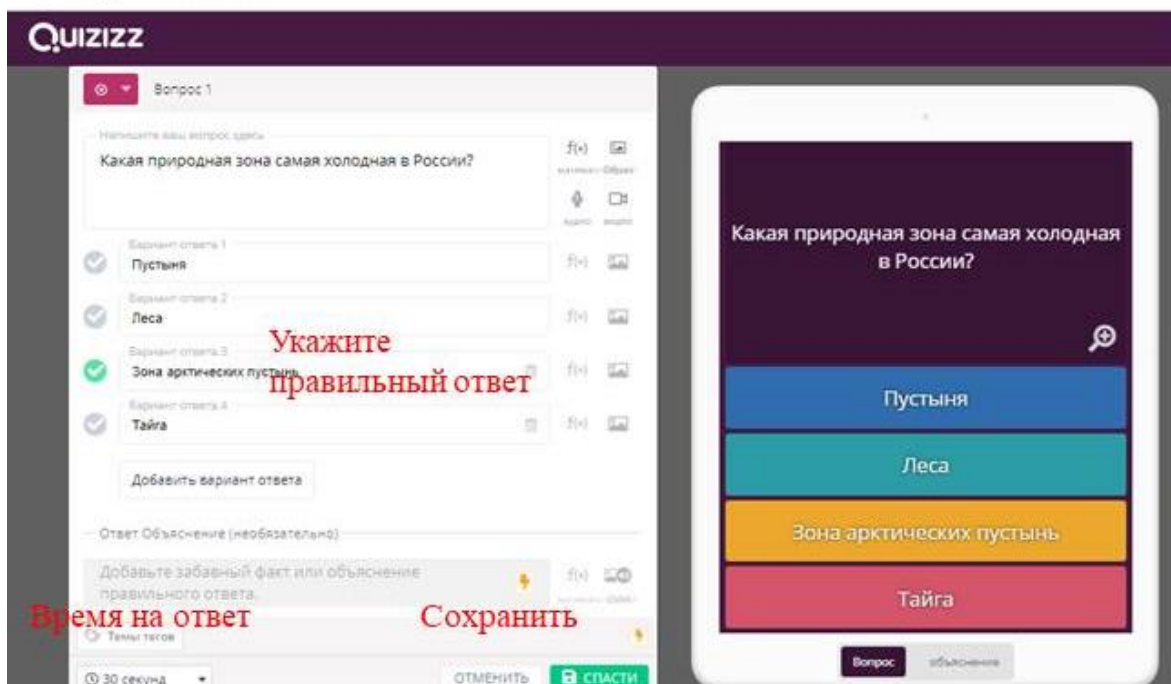 Quizizz
Вопрос 1
Напишите ваш вопрос здесь
Какая природная зона самая холодная в России?
f(x)
аудио видео
Вариант ответа 1
Пустыня
f(x)
Вариант ответа 2
Леса
f(x)
Укажите
правильный ответ
Вариант ответа 3
Зона арктических пустынь
f(x)
Вариант ответа 4
Тайга
f(x)
Добавить вариант ответа
Ответ Объяснение (необязательно)
Добавьте забавный факт или объяснение
правильного ответа.
f(x)
Время на ответ
Сохранить
Темы тегов
30 секунд
ОТМЕНИТЬ
СПАСТИ
Какая природная зона самая холодная
в России?
Пустыня
Леса
Зона арктических пустынь
Тайга
Вопрос
объяснение